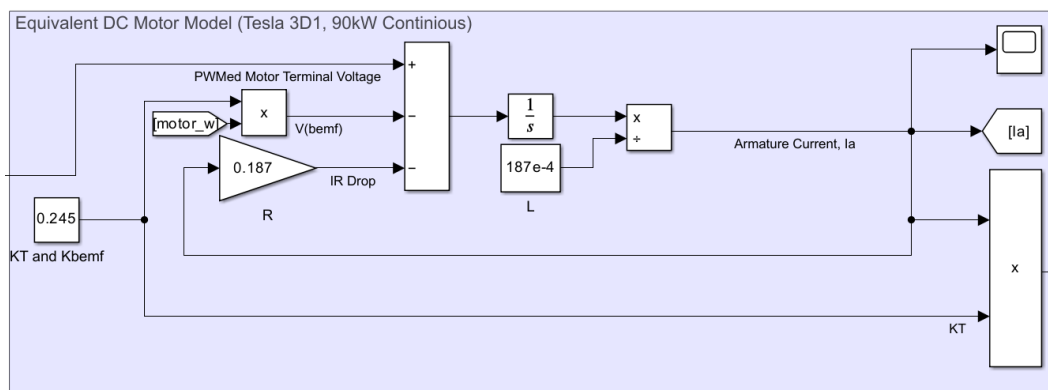 Equivalent DC Motor Model (Tesla 3D1, 90kW Continious)
+
PWMed Motor Terminal Voltage
[motor_w]
x
V(bemf)
−
1
s
x
÷
[Ia]
Armature Current, Ia
0.187
IR Drop
−
187e-4
R
L
0.245
KT and Kbemf
x
KT